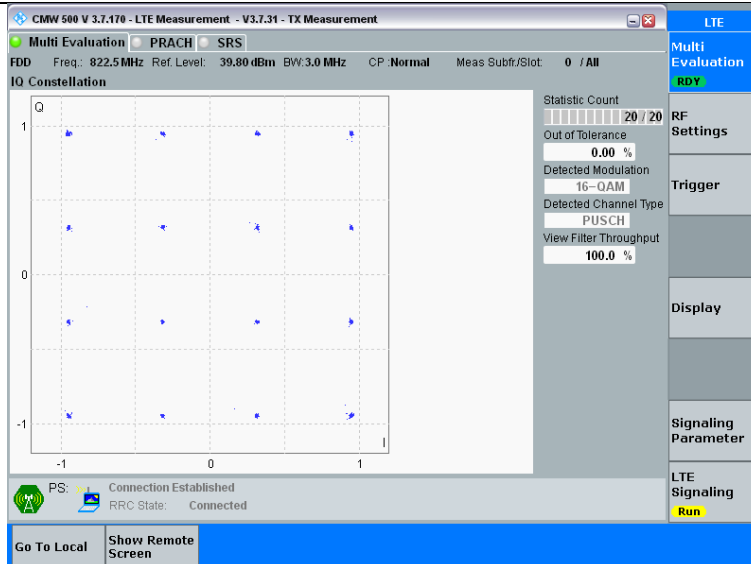 CMW 500 V 3.7.170 - LTE Measurement - V3.7.31 - TX Measurement
LTE
Multi Evaluation PRACH SRS
FDD Freq.: 822.5 MHz Ref. Level: 39.80 dBm BW: 3.0 MHz CP :Normal Meas Subfr./Slot: 0 / All
IQ Constellation
Q
1
0
-1
-1 0 1
I
Statistic Count
20 / 20
Out of Tolerance
0.00 %
Detected Modulation
16-QAM
Detected Channel Type
PUSCH
View Filter Throughput
100.0 %
Multi
Evaluation
RDY
RF
Settings
Trigger
Display
Signaling
Parameter
LTE
Signaling
Run
PS: Connection Established
RRC State: Connected
Go To Local
Show Remote
Screen